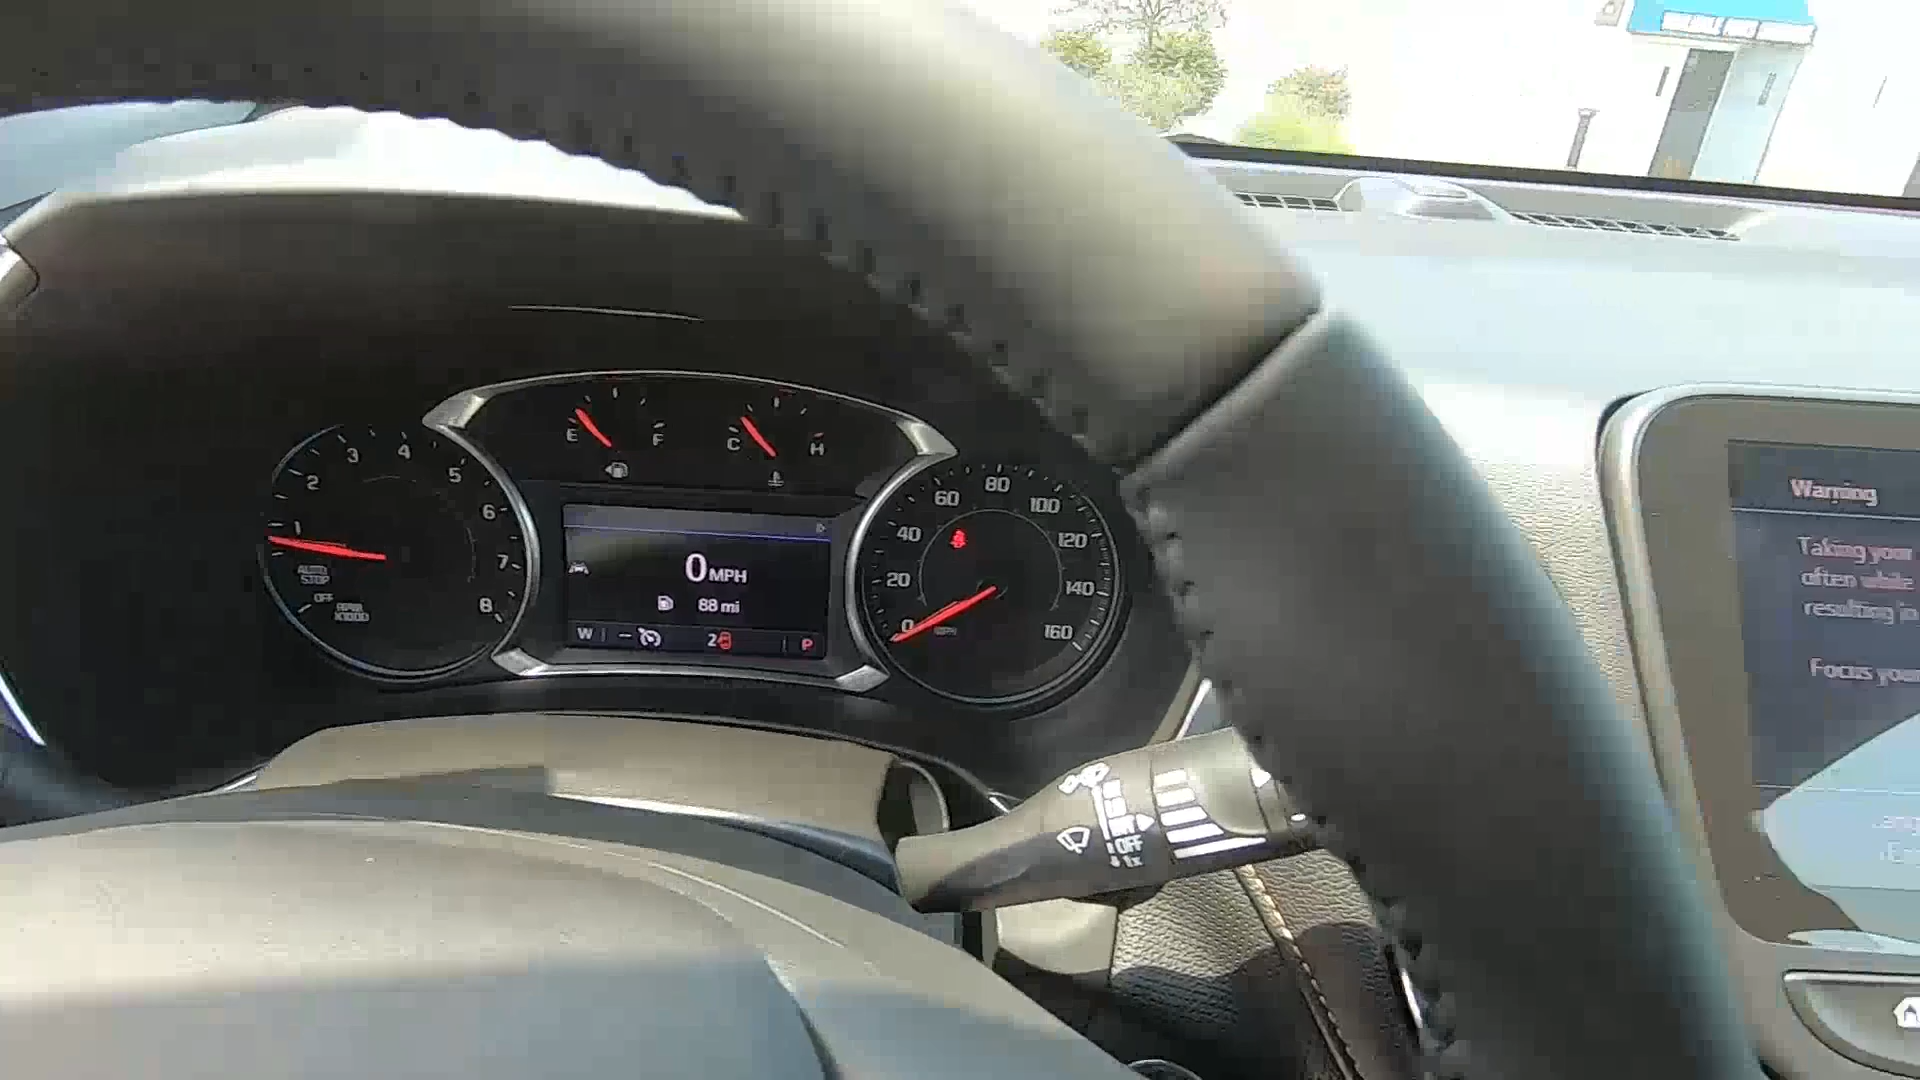 1
2
3
4
5
6
7
8
AUTO
STOP
OFF
RPM
X1000
E
F
C
H
0 MPH
88 mi
W
2
P
0
20
40
60
80
100
120
140
160
MPH
OFF
1x
Warning
Taking your
often while
resulting in
Focus your